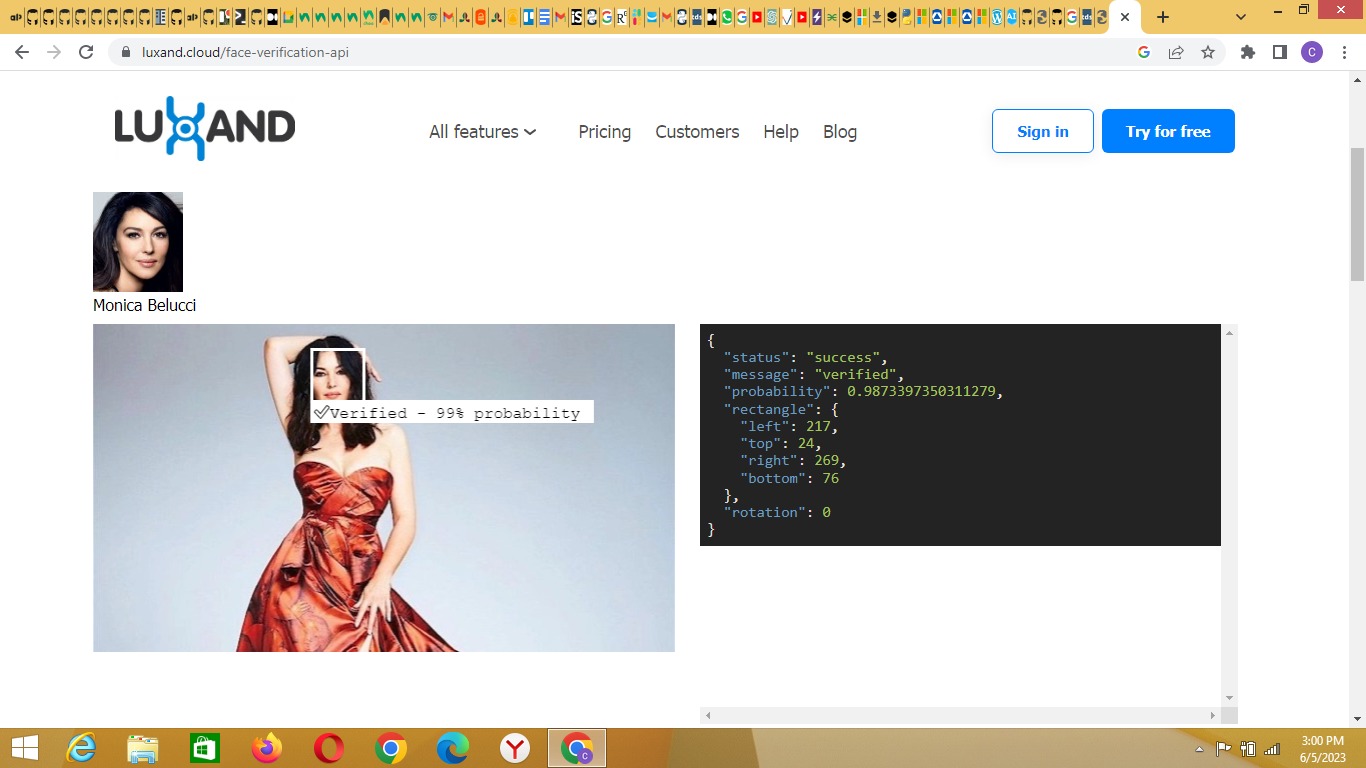 luxand.cloud/face-verification-api
C
LUXAND
All features
Pricing
Customers
Help
Blog
Sign in
Try for free
Monica Belucci
Verified - 99% probability
{
"status": "success",
"message": "verified",
"probability": 0.9873397350311279,
"rectangle": {
"left": 217,
"top": 24,
"right": 269,
"bottom": 76
},
"rotation": 0
}
3:00 PM
6/5/2023